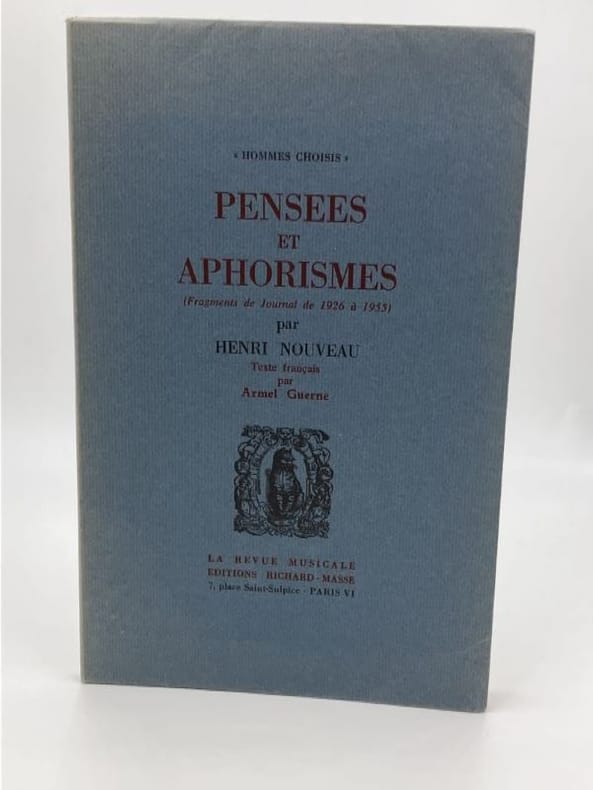 « HOMMES CHOISIS »
PENSEES
ET
APHORISMES
(Fragments de Journal de 1926 à 1955)
par
HENRI NOUVEAU
Texte français
par
Armel Guerne
LA REVUE MUSICALE
EDITIONS RICHARD-MASSE
7, place Saint-Sulpice - PARIS VI